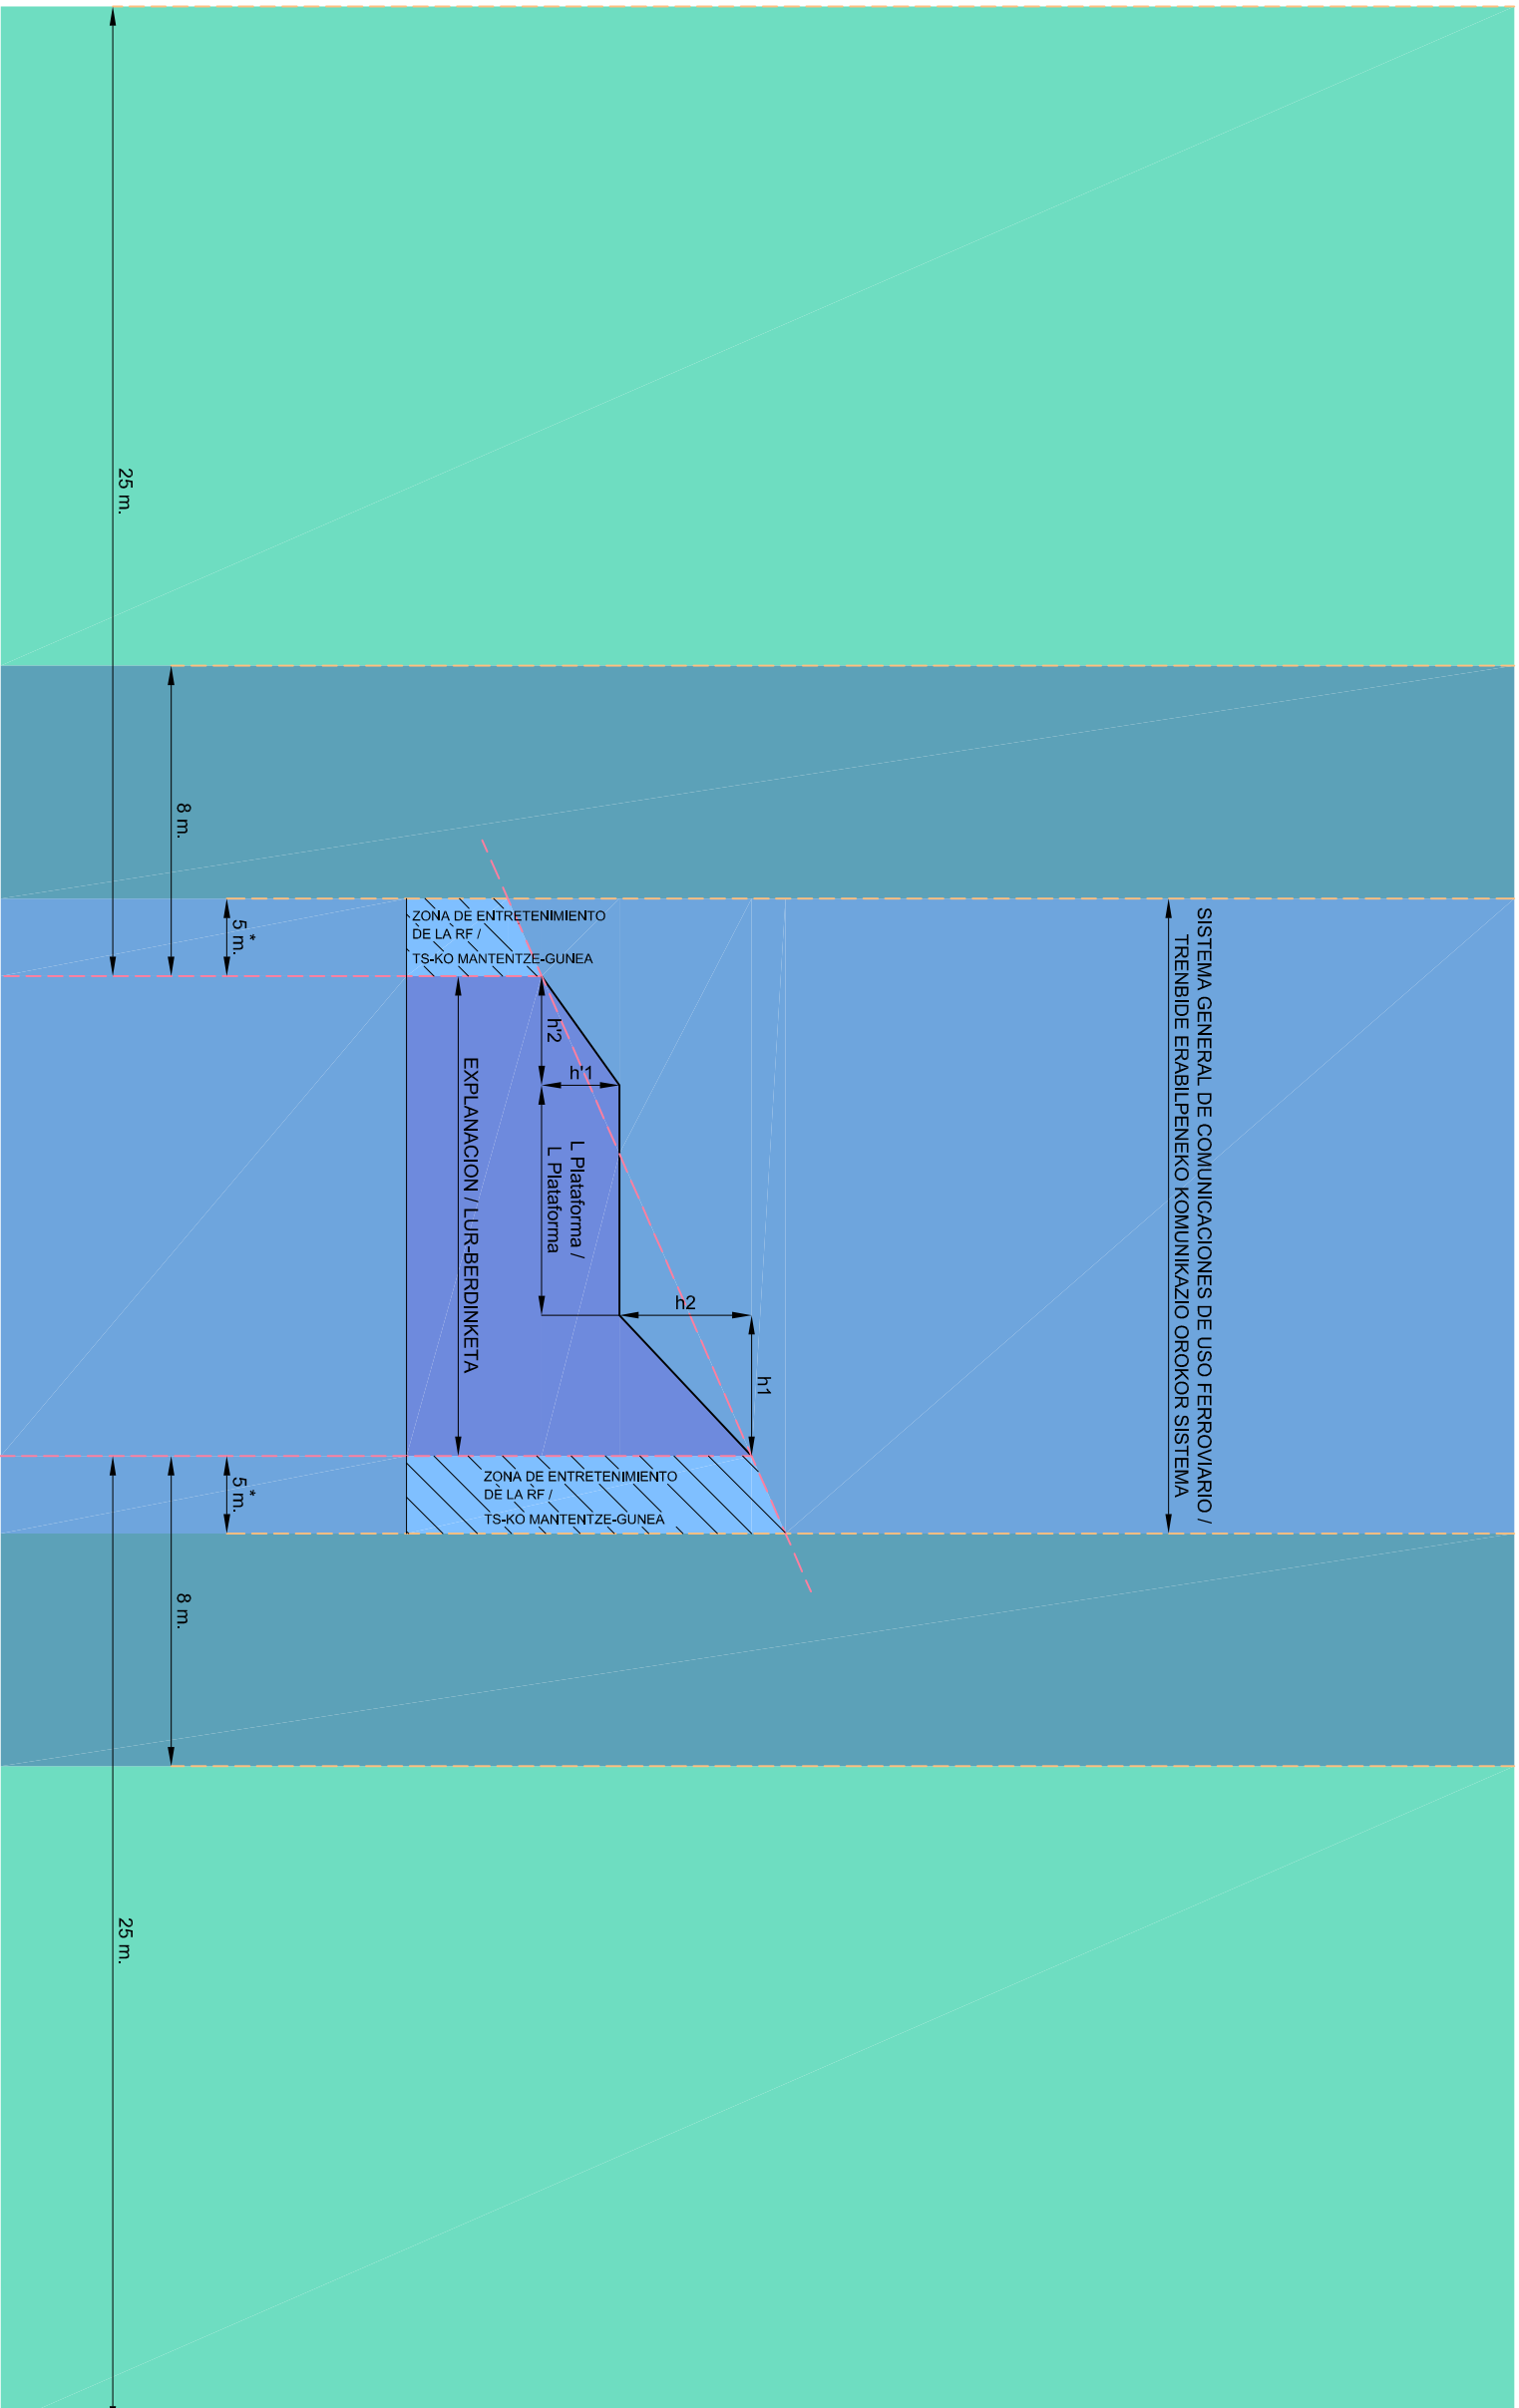 SISTEMA GENERAL DE COMUNICACIONES DE USO FERROVIARIO /
TRENBIDE ERABILPENEKO KOMUNIKAZIO OROKOR SISTEMA
ZONA DE ENTRETENIMIENTO
DE LA RF /
TS-KO MANTENTZE-GUNEA
h'2
h'1
L Plataforma /
L Plataforma
h2
h1
EXPLANACION / LUR-BERDINKETA
ZONA DE ENTRETENIMIENTO
DE LA RF /
TS-KO MANTENTZE-GUNEA
5 m.*
5 m.*
8 m.
8 m.
25 m.
25 m.